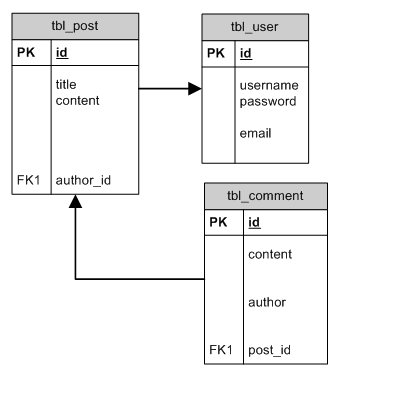 tbl_post
PK id
title
content
FK1 author_id
tbl_user
PK id
username
password
email
tbl_comment
PK id
content
author
FK1 post_id